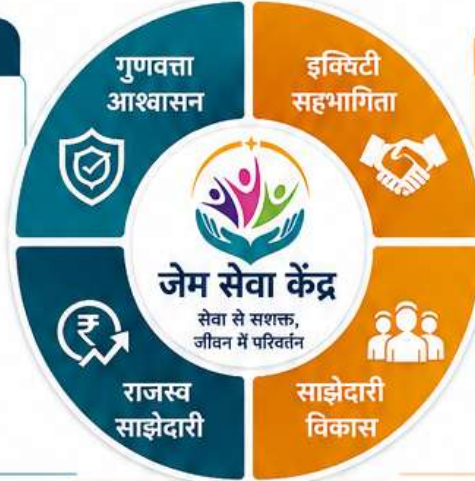 गुणवत्ता
आश्वासन
इक्विटी
सहभागिता
जेम सेवा केंद्र
सेवा से सशक्त,
जीवन में परिवर्तन
₹
राजस्व
साझेदारी
साझेदारी
विकास